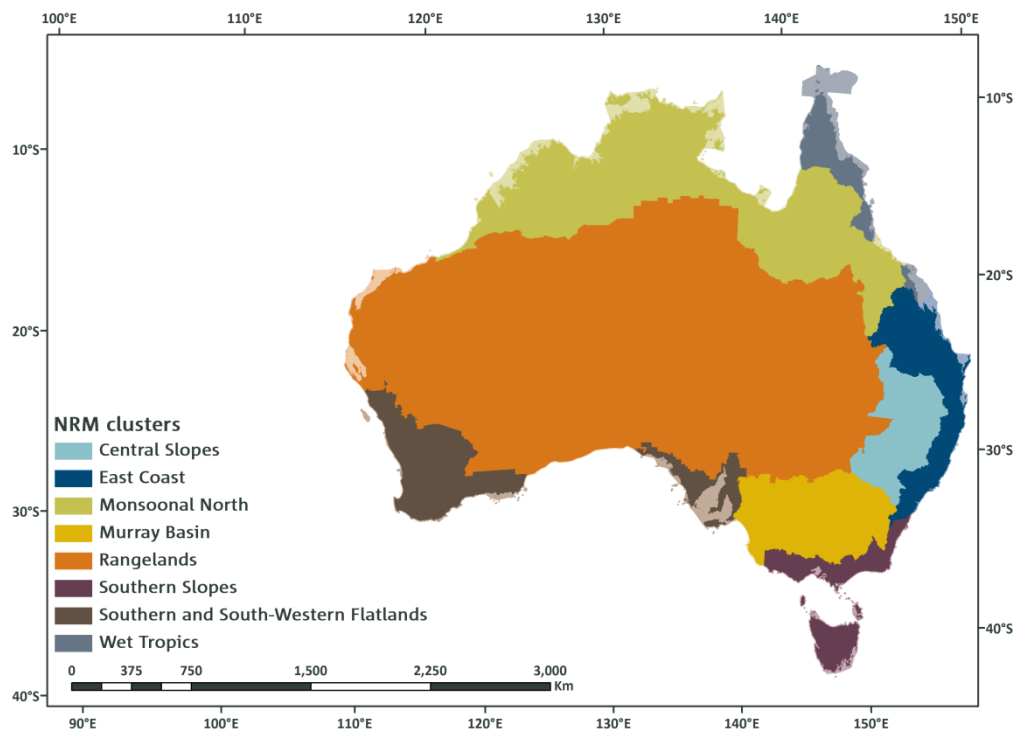 100°E 110°E 120°E 130°E 140°E 150°E
10°S
10°S
20°S
20°S
30°S
30°S
40°S
40°S
NRM clusters
Central Slopes
East Coast
Monsoonal North
Murray Basin
Rangelands
Southern Slopes
Southern and South-Western Flatlands
Wet Tropics
0 375 750 1,500 2,250 3,000
Km
90°E 100°E 110°E 120°E 130°E 140°E 150°E